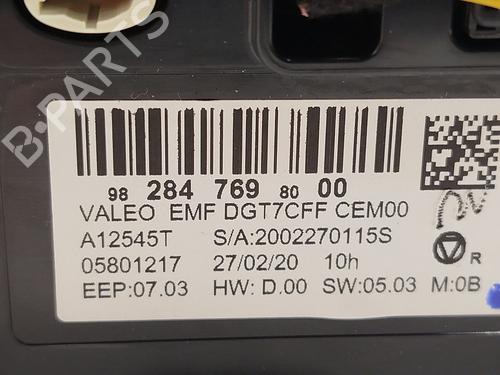 B-PARTS
98 284 769 80 00
VALEO EMF DGT7CFF CEM00
A12545T S/A:2002270115S
05801217 27/02/20 10h R
EEP:07.03 HW: D.00 SW:05.03 M:0B